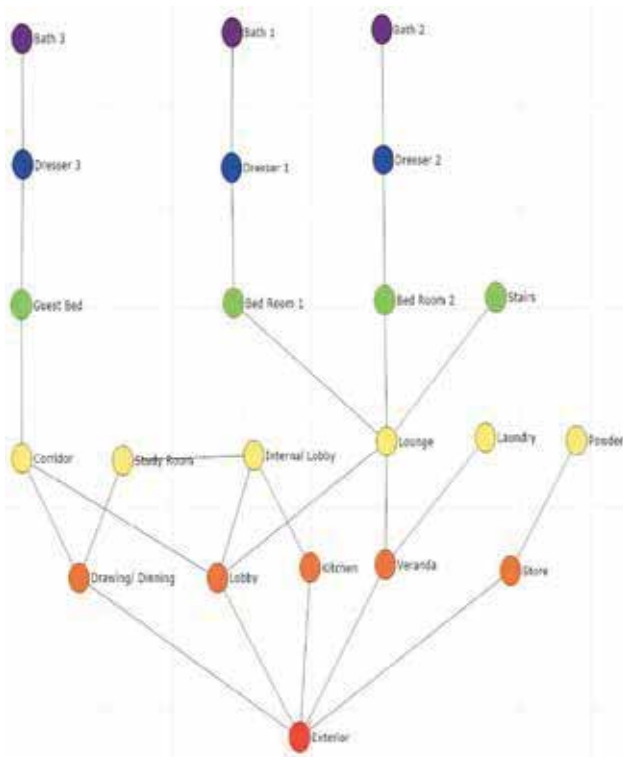 Bath 3
Bath 1
Bath 2
Dresser 3
Dresser 1
Dresser 2
Guest Bed
Bed Room 1
Bed Room 2
Stairs
Corridor
Study Room
Internal Lobby
Lounge
Laundry
Powder
Drawing/ Dinning
Lobby
Kitchen
Veranda
Store
Exterior